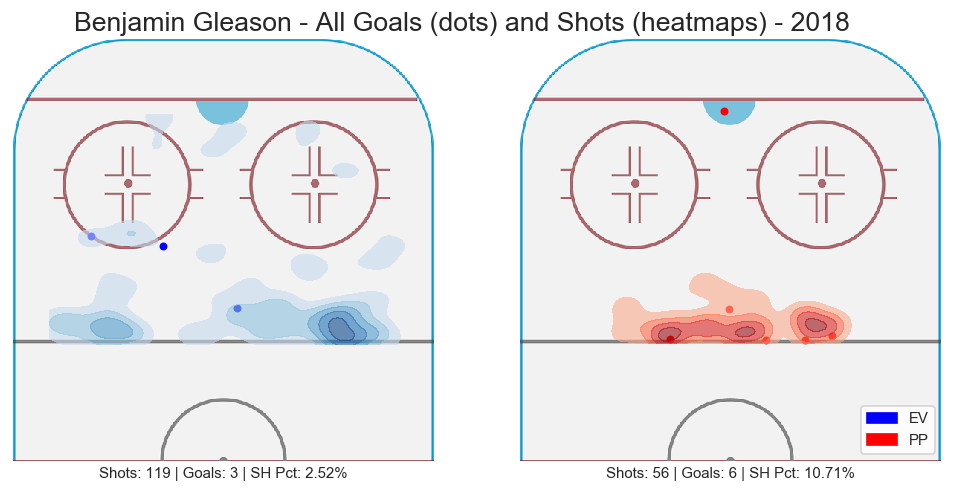 Benjamin Gleason - All Goals (dots) and Shots (heatmaps) - 2018
EV
PP
Shots: 119 | Goals: 3 | SH Pct: 2.52%
Shots: 56 | Goals: 6 | SH Pct: 10.71%